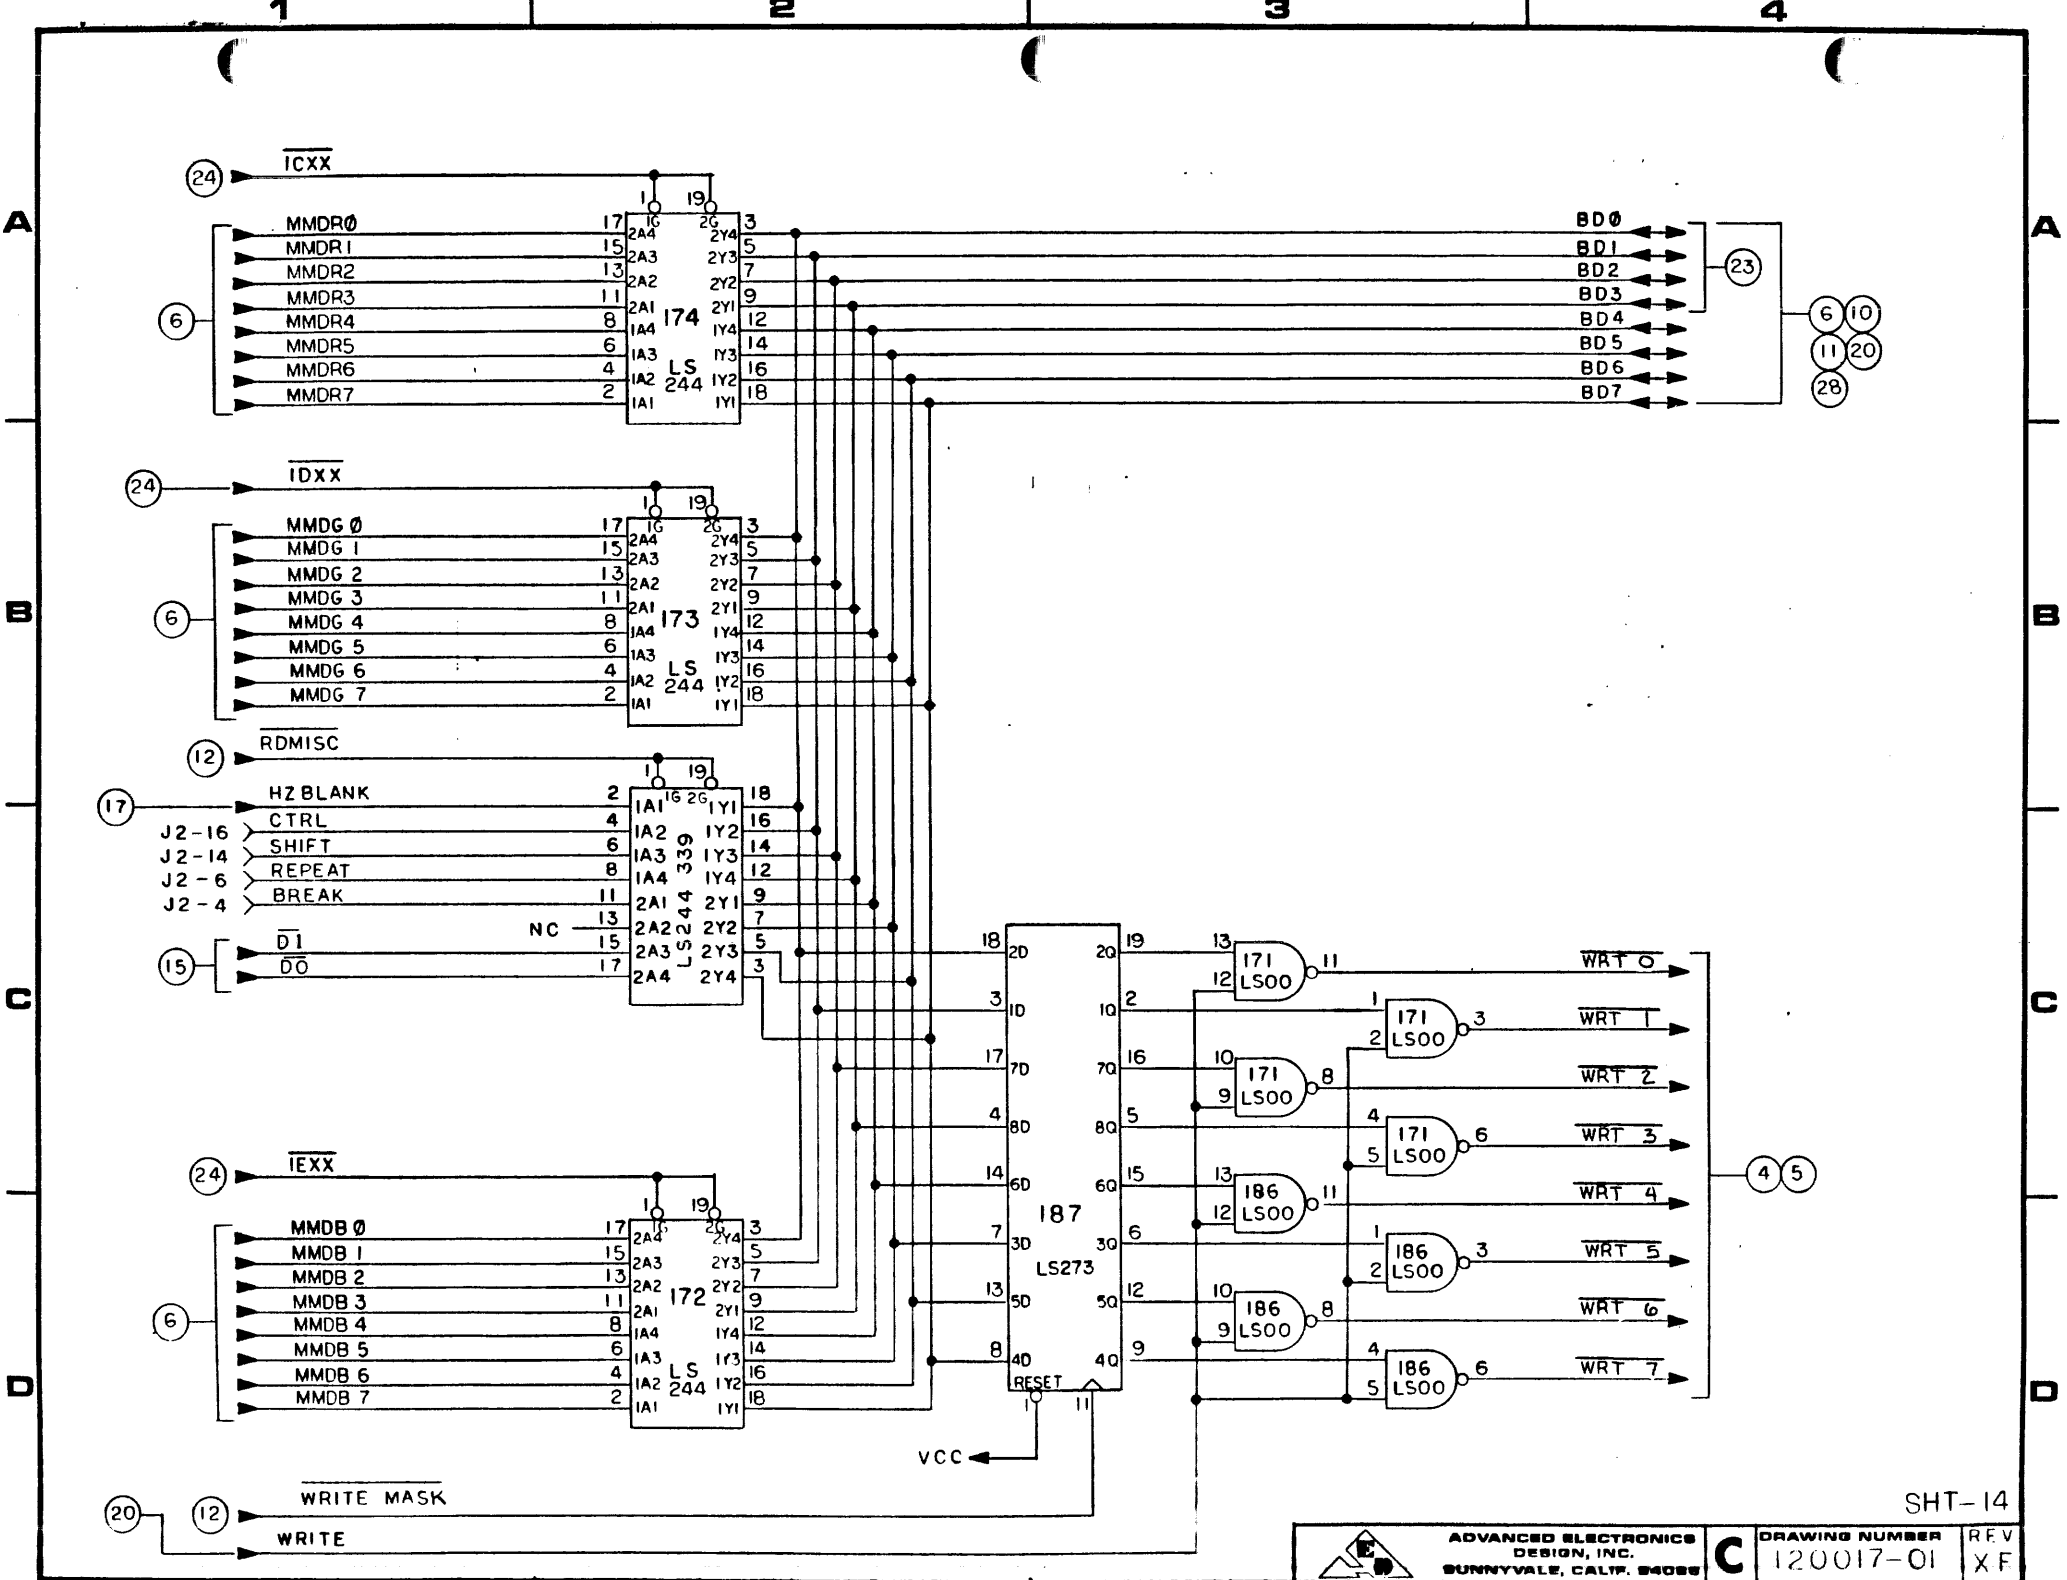 1 2 3 4
A A
24 ICXX
1 19
1G 2G
MMDRØ 17 2A4 2Y4 3 BDØ
MMDR1 15 2A3 2Y3 5 BD1
MMDR2 13 2A2 2Y2 7 BD2
MMDR3 11 2A1 2Y1 9 BD3
MMDR4 8 1A4 1Y4 12 BD4
MMDR5 6 1A3 1Y3 14 BD5
MMDR6 4 1A2 1Y2 16 BD6
MMDR7 2 1A1 1Y1 18 BD7
6 174 LS 244 23
6 10
11 20
28
24 IDXX
1 19
1G 2G
B B
MMDG Ø 17 2A4 2Y4 3
MMDG 1 15 2A3 2Y3 5
MMDG 2 13 2A2 2Y2 7
MMDG 3 11 2A1 2Y1 9
MMDG 4 8 1A4 1Y4 12
MMDG 5 6 1A3 1Y3 14
MMDG 6 4 1A2 1Y2 16
MMDG 7 2 1A1 1Y1 18
6 173 LS 244
12 RDMISC
1 19
1G 2G
17 HZBLANK 2 1A1 1Y1 18
J2-16 CTRL 4 1A2 1Y2 16
J2-14 SHIFT 6 1A3 1Y3 14
J2-6 REPEAT 8 1A4 1Y4 12
J2-4 BREAK 11 2A1 2Y1 9
NC 13 2A2 2Y2 7
D1 15 2A3 2Y3 5
D0 17 2A4 2Y4 3
15 LS244 339
C C
18 2D 2Q 19 13 12 171 LS00 11 WRT 0
3 1D 1Q 2 1 2 171 LS00 3 WRT 1
17 7D 7Q 16 10 9 171 LS00 8 WRT 2
4 8D 8Q 5 4 5 171 LS00 6 WRT 3
14 6D 6Q 15 13 12 186 LS00 11 WRT 4
7 3D 3Q 6 1 2 186 LS00 3 WRT 5
13 5D 5Q 12 10 9 186 LS00 8 WRT 6
8 4D 4Q 9 4 5 186 LS00 6 WRT 7
187
LS273
RESET
1 11
VCC
4 5
24 IEXX
1 19
1G 2G
MMDB Ø 17 2A4 2Y4 3
MMDB 1 15 2A3 2Y3 5
MMDB 2 13 2A2 2Y2 7
MMDB 3 11 2A1 2Y1 9
MMDB 4 8 1A4 1Y4 12
MMDB 5 6 1A3 1Y3 14
MMDB 6 4 1A2 1Y2 16
MMDB 7 2 1A1 1Y1 18
6 172 LS 244
D D
12 WRITE MASK
20 WRITE
SHT-14
ADVANCED ELECTRONICS
DESIGN, INC.
SUNNYVALE, CALIF. 94086
C
DRAWING NUMBER
120017-01
REV